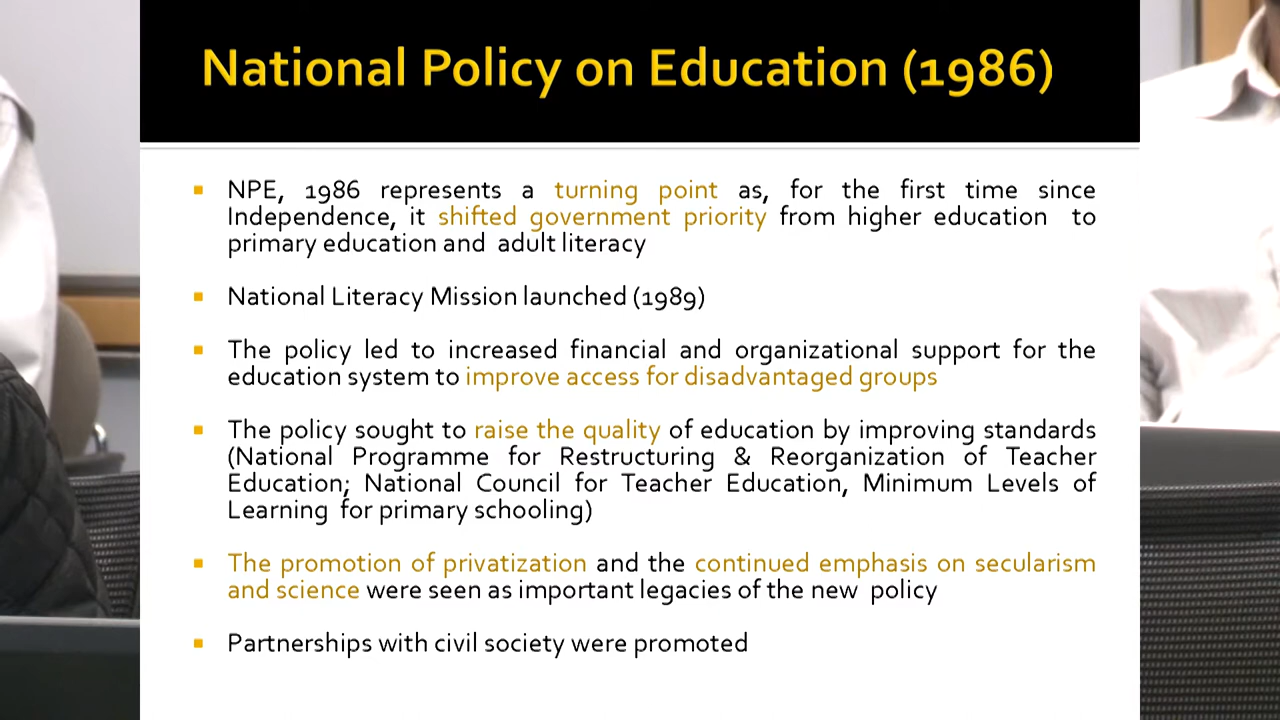 National Policy on Education (1986)
NPE, 1986 represents a turning point as, for the first time since
Independence, it shifted government priority from higher education to
primary education and adult literacy
National Literacy Mission launched (1989)
The policy led to increased financial and organizational support for the
education system to improve access for disadvantaged groups
The policy sought to raise the quality of education by improving standards
(National Programme for Restructuring & Reorganization of Teacher
Education; National Council for Teacher Education, Minimum Levels of
Learning for primary schooling)
The promotion of privatization and the continued emphasis on secularism
and science were seen as important legacies of the new policy
Partnerships with civil society were promoted